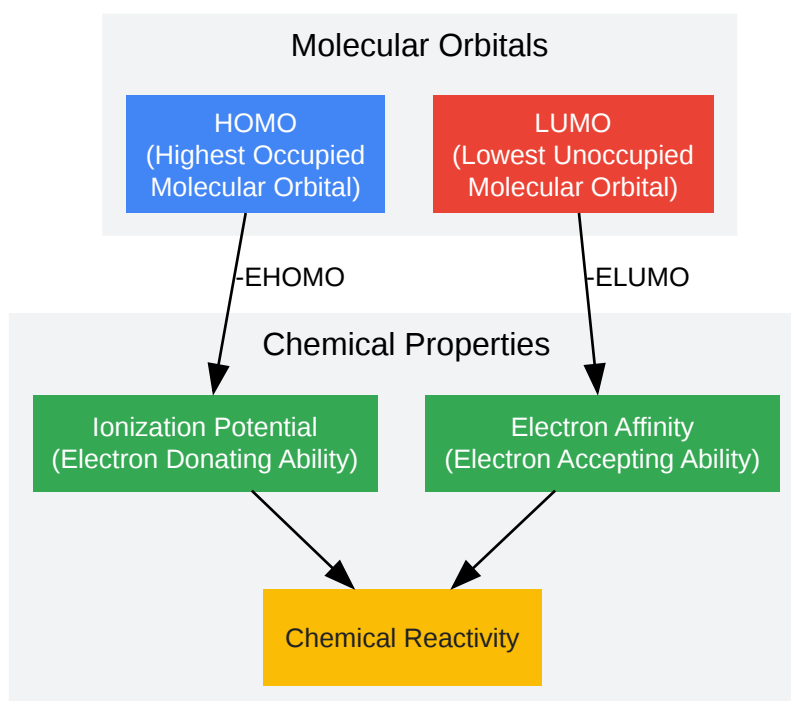 Molecular Orbitals
HOMO
(Highest Occupied
Molecular Orbital)
LUMO
(Lowest Unoccupied
Molecular Orbital)
-EHOMO
-ELUMO
Chemical Properties
Ionization Potential
(Electron Donating Ability)
Electron Affinity
(Electron Accepting Ability)
Chemical Reactivity